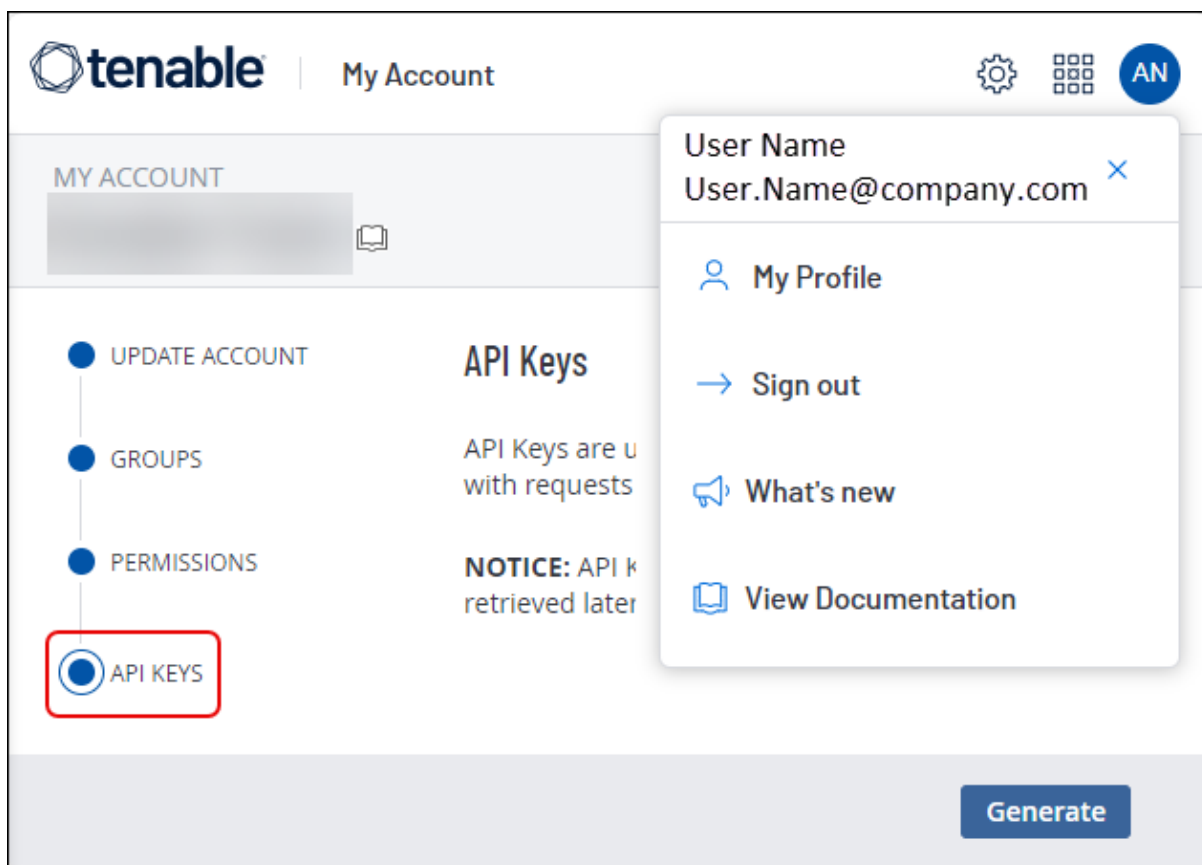 tenable
My Account
AN
User Name
User.Name@company.com
MY ACCOUNT
My Profile
Sign out
What's new
View Documentation
UPDATE ACCOUNT
GROUPS
PERMISSIONS
API KEYS
API Keys
API Keys are u
with requests
NOTICE: API K
retrieved later
Generate